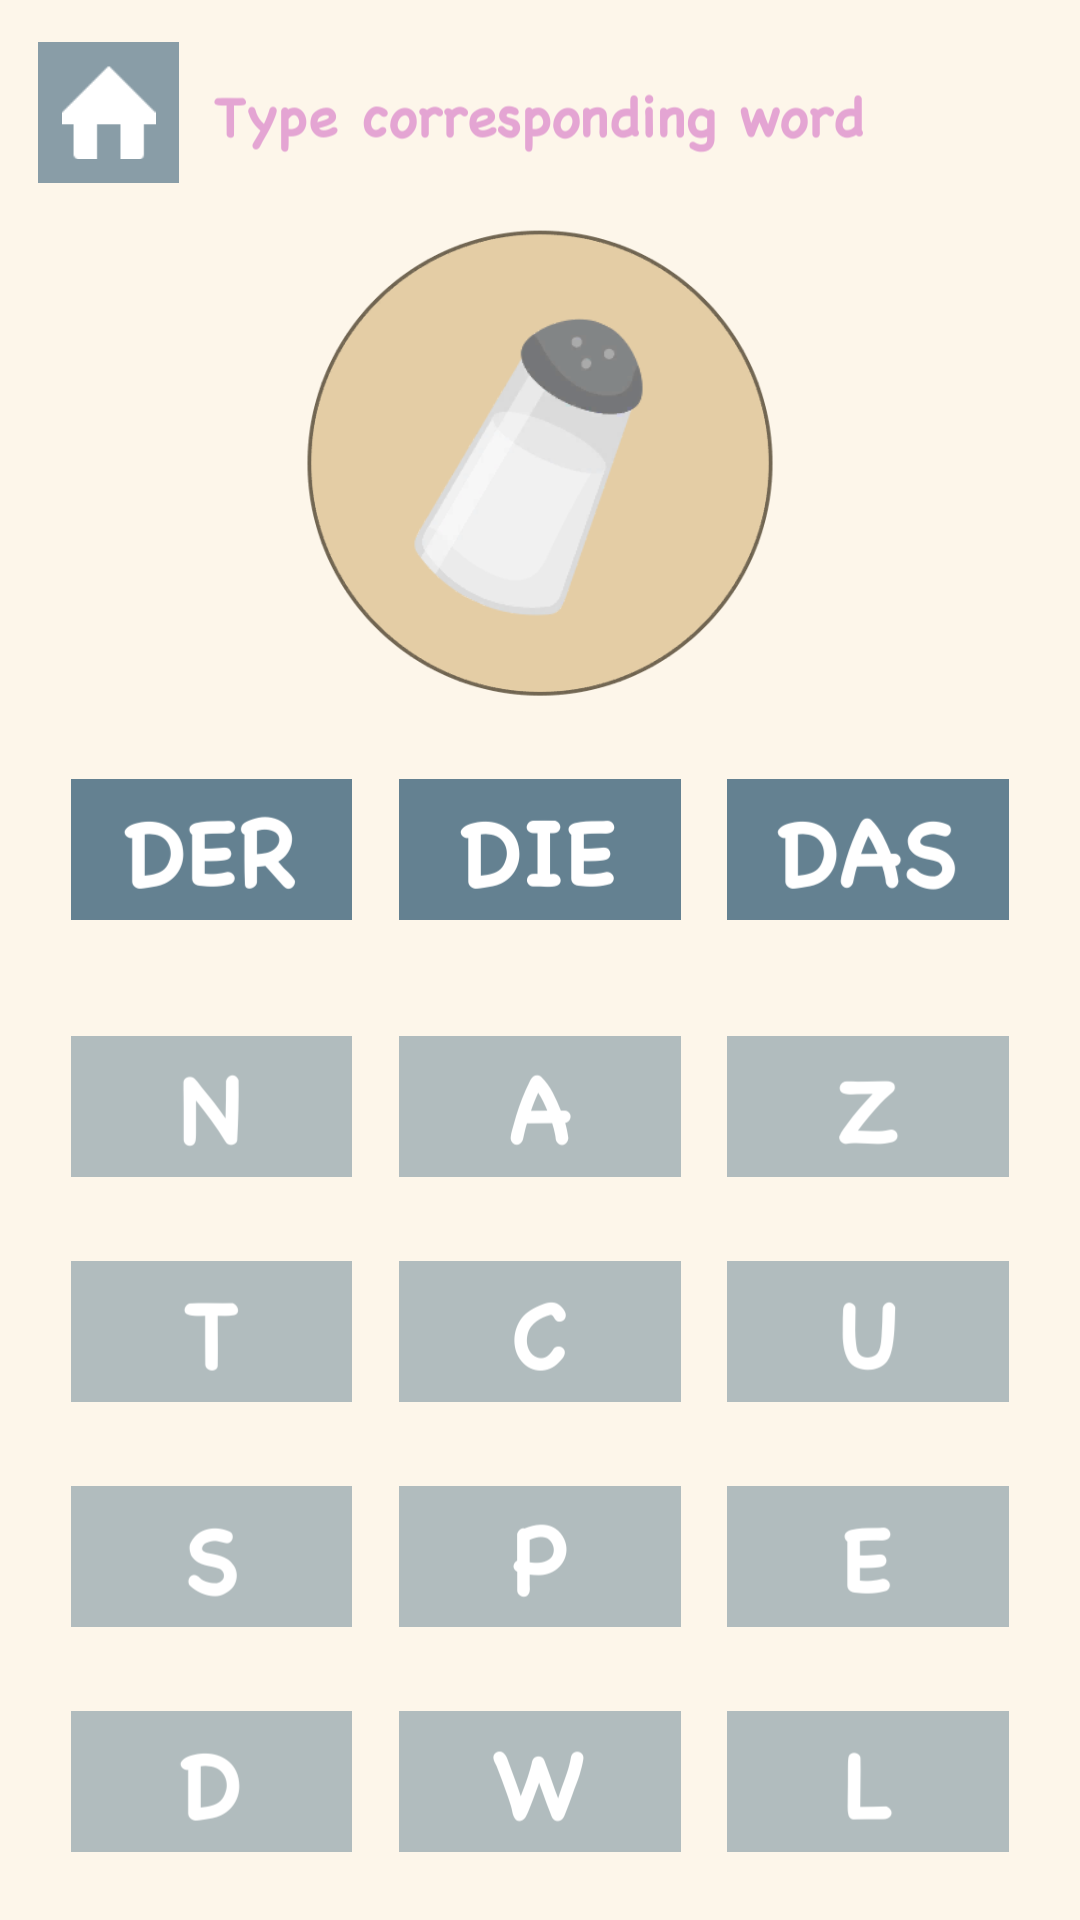 Type corresponding word
DER DIE DAS
N A Z
T C U
S P E
D W L